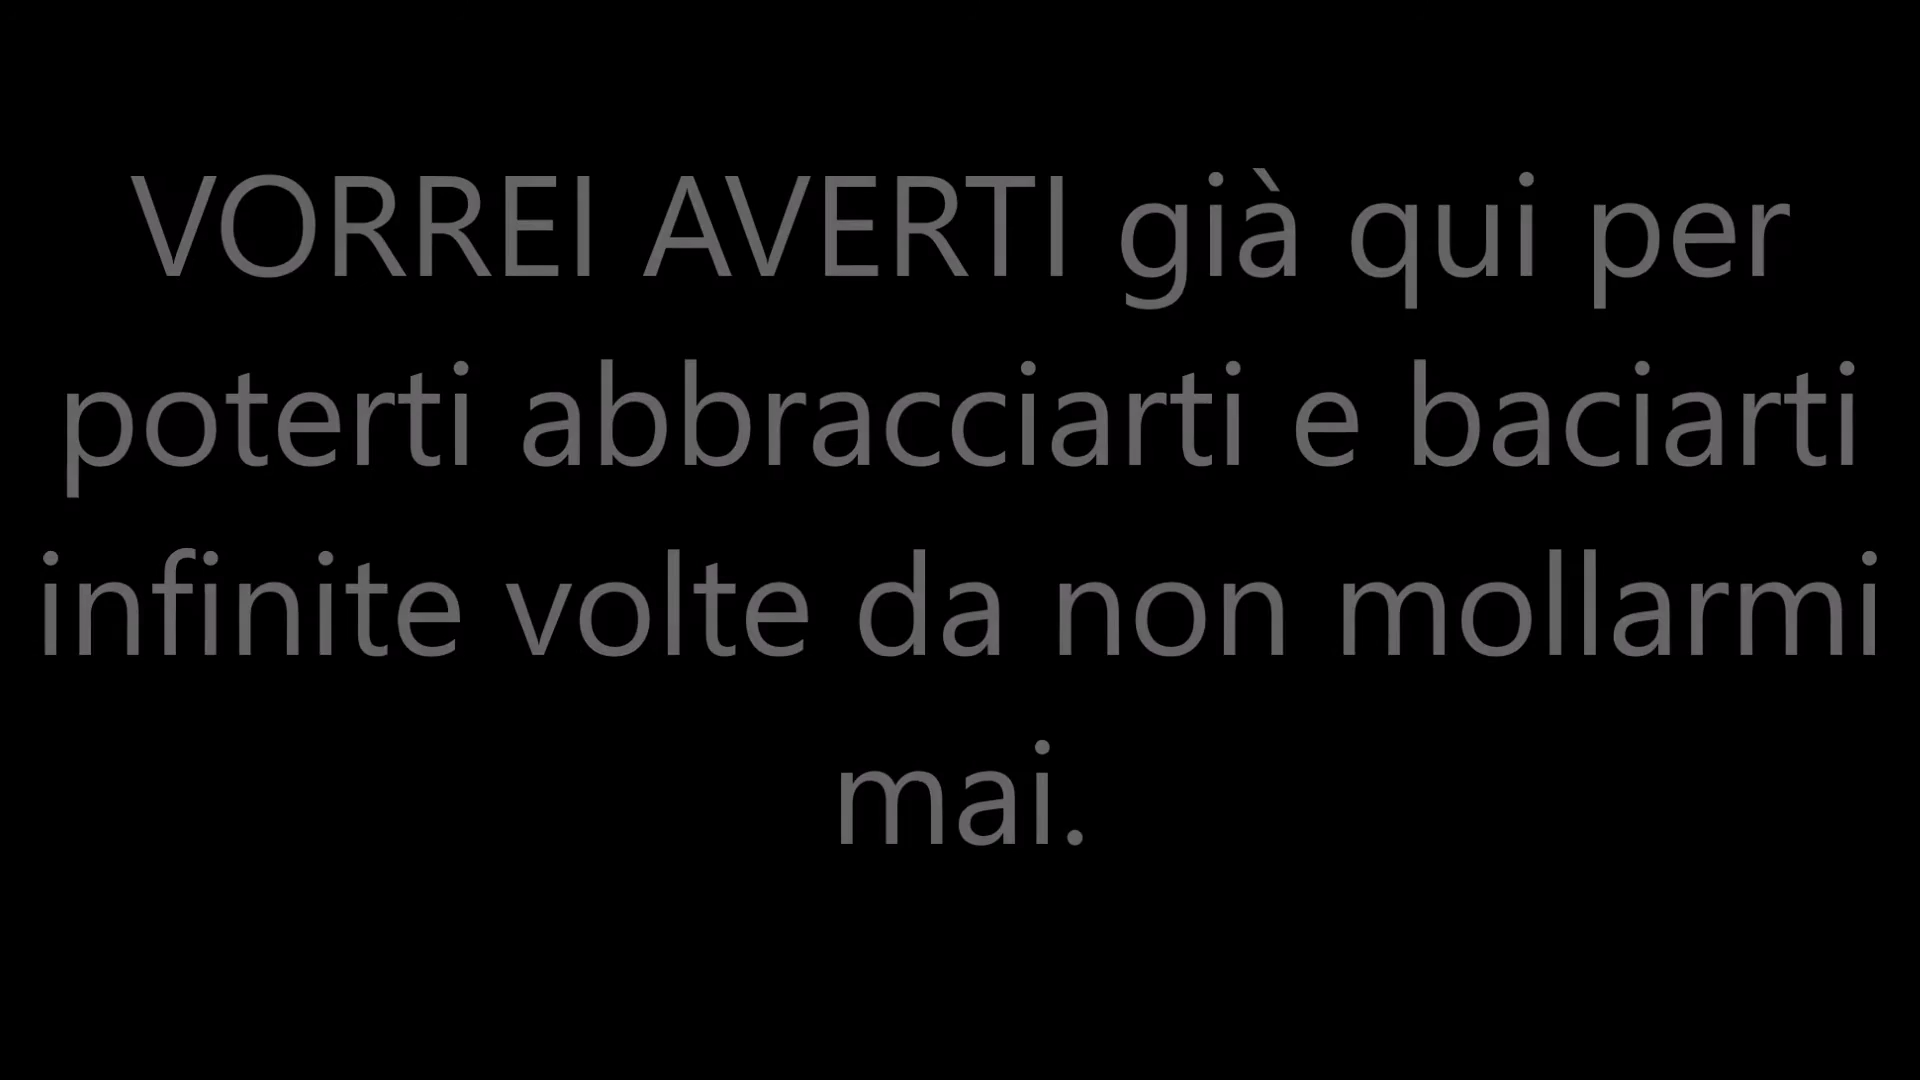 VORREI AVERTI già qui per
poterti abbracciarti e baciarti
infinite volte da non mollarmi
mai.